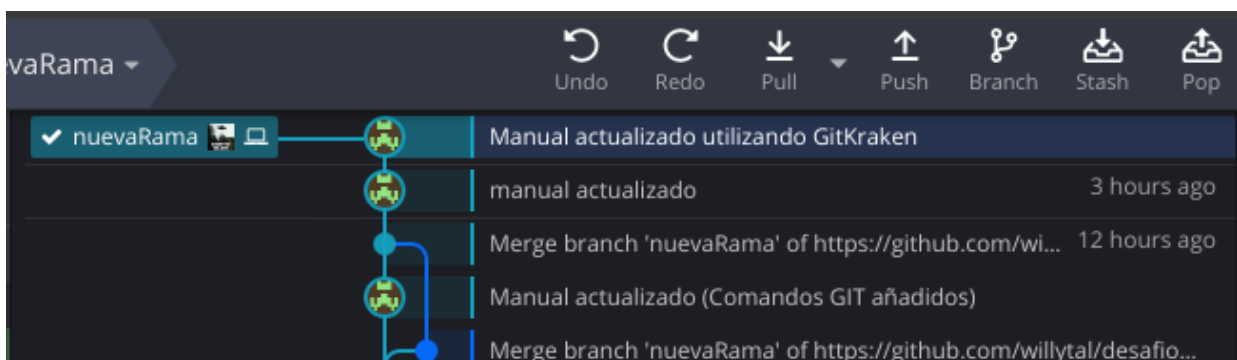 vaRama
Undo Redo Pull Push Branch Stash Pop
nuevaRama Manual actualizado utilizando GitKraken
manual actualizado 3 hours ago
Merge branch 'nuevaRama' of https://github.com/wi... 12 hours ago
Manual actualizado (Comandos GIT añadidos)
Merge branch 'nuevaRama' of https://github.com/willytal/desafio...